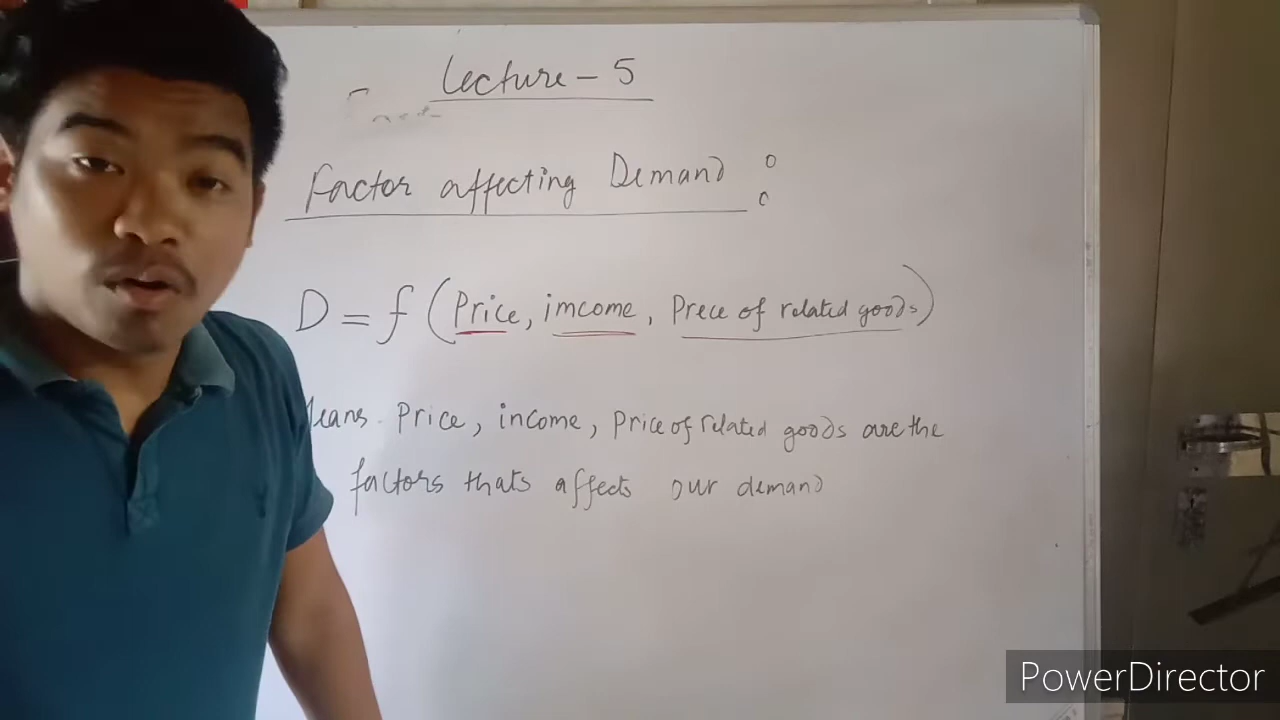 Lecture - 5
Factor affecting Demand :
D = f (Price, imcome, Prece of related goods)
Means. Price, income, Price of related goods are the
factors thats affects our demand
PowerDirector